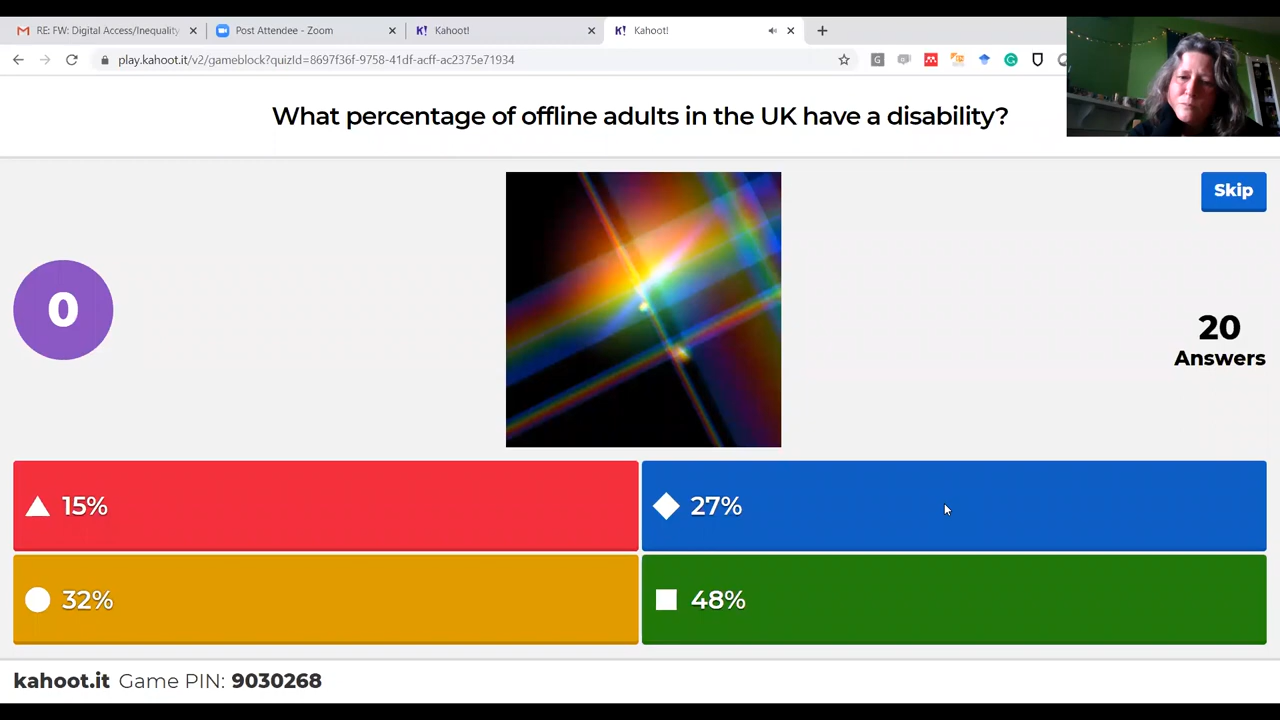 RE: FW: Digital Access/Inequality
Post Attendee - Zoom
K! Kahoot!
K! Kahoot!
play.kahoot.it/v2/gameblock?quizId=8697f36f-9758-41df-acff-ac2375e71934
What percentage of offline adults in the UK have a disability?
Skip
0
20
Answers
15%
27%
32%
48%
kahoot.it Game PIN: 9030268